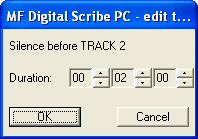 MF Digital Scribe PC - edit t...
Silence before TRACK 2
Duration: 00 02 00
OK Cancel